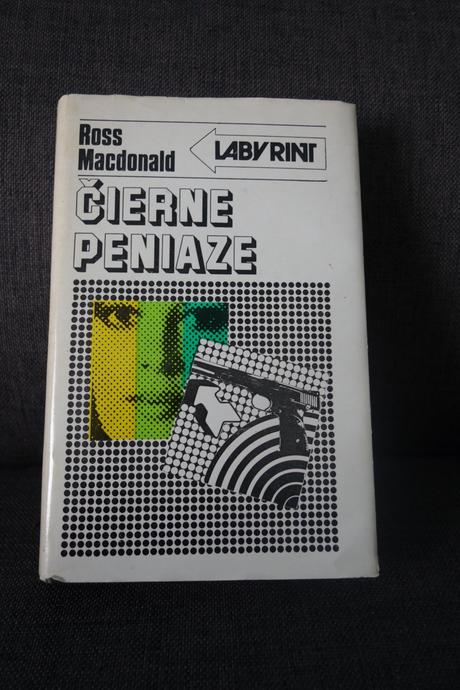 Ross
Macdonald
LABYRINT
ČIERNE
PENIAZE